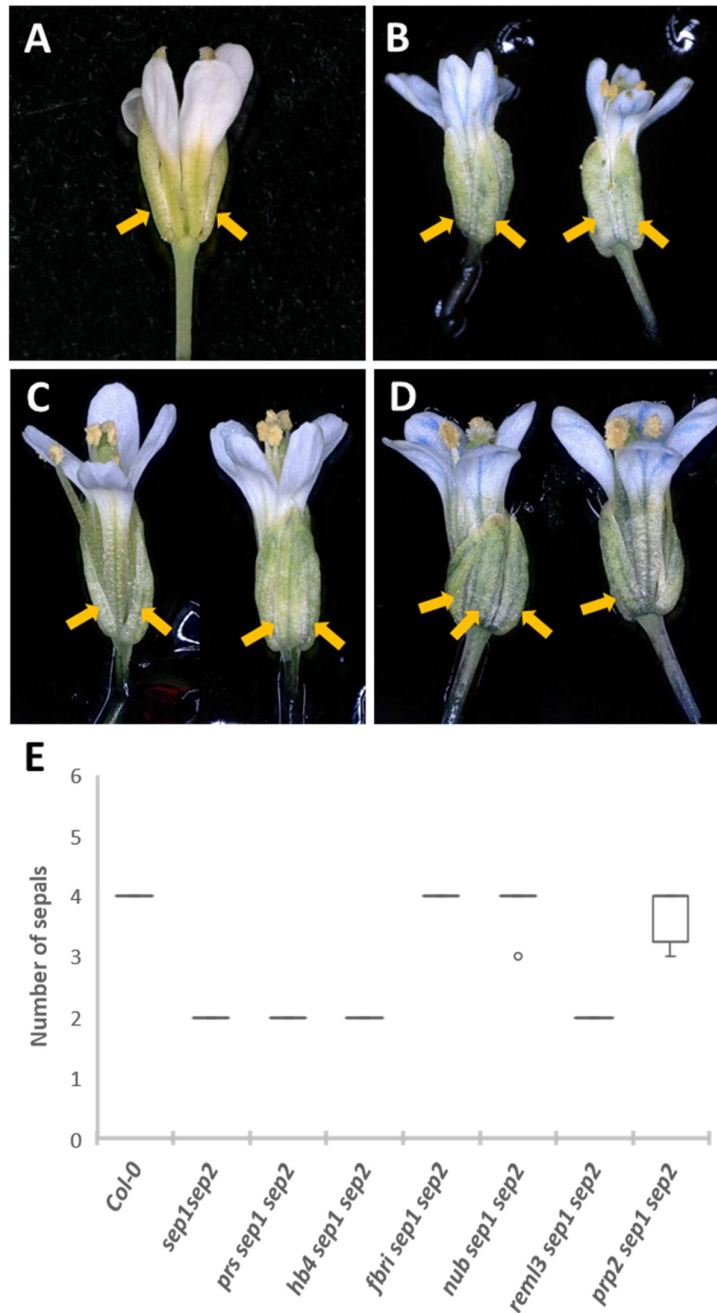 A
B
C
D
E
6
5
4
3
2
1
0
Number of sepals
Col-0
sep1sep2
prs sep1 sep2
hb4 sep1 sep2
fbri sep1 sep2
nub sep1 sep2
reml3 sep1 sep2
prp2 sep1 sep2